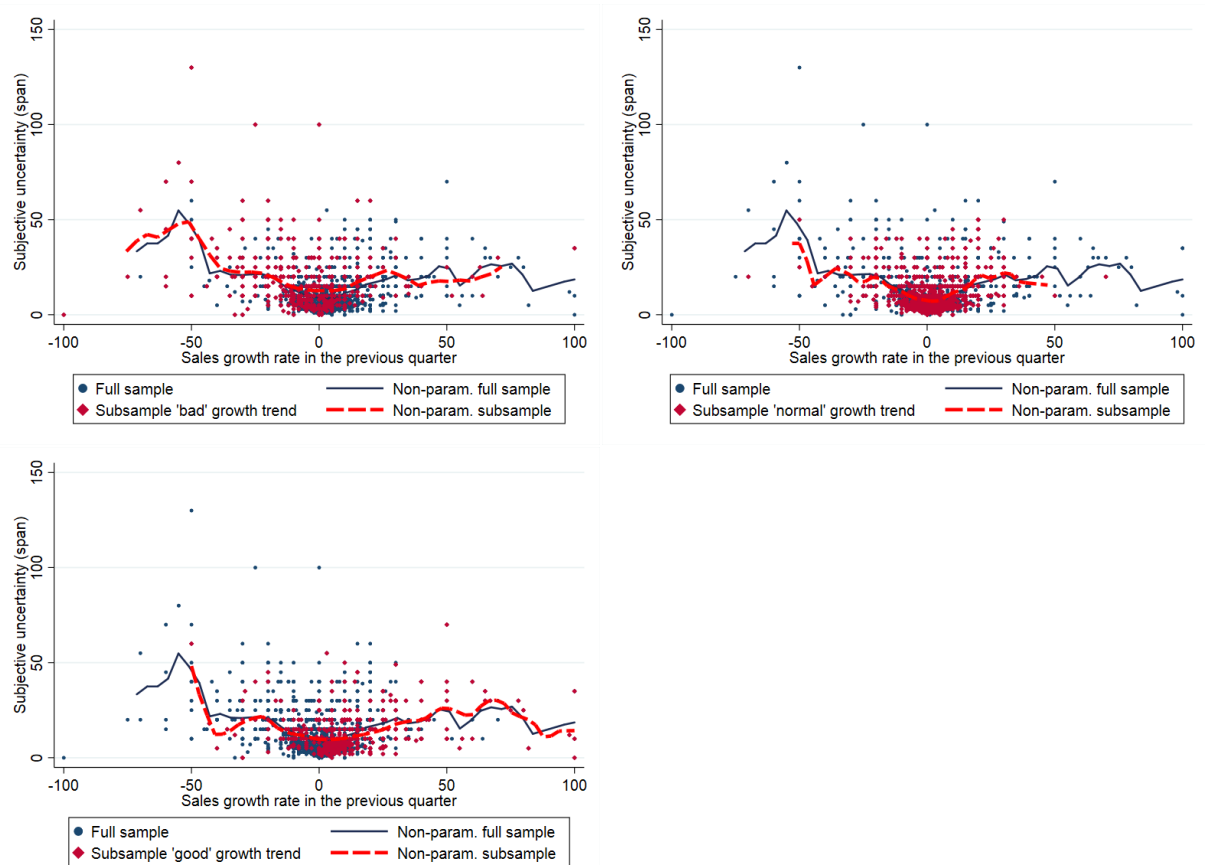 150
100
50
0
Subjective uncertainty (span)
-100 -50 0 50 100
Sales growth rate in the previous quarter
Full sample Non-param. full sample
Subsample 'bad' growth trend Non-param. subsample
150
100
50
0
Subjective uncertainty (span)
-100 -50 0 50 100
Sales growth rate in the previous quarter
Full sample Non-param. full sample
Subsample 'normal' growth trend Non-param. subsample
150
100
50
0
Subjective uncertainty (span)
-100 -50 0 50 100
Sales growth rate in the previous quarter
Full sample Non-param. full sample
Subsample 'good' growth trend Non-param. subsample